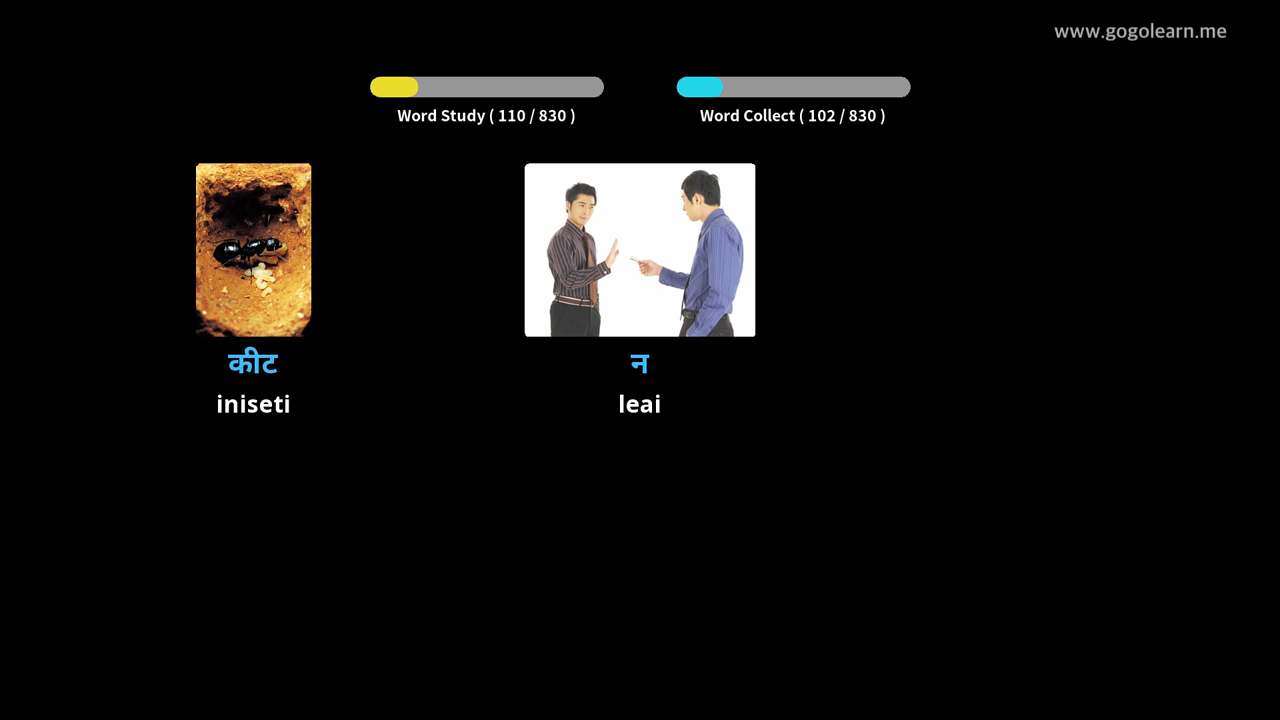 www.gogolearn.me
Word Study ( 110 / 830 )
Word Collect ( 102 / 830 )
कीट
iniseti
न
leai